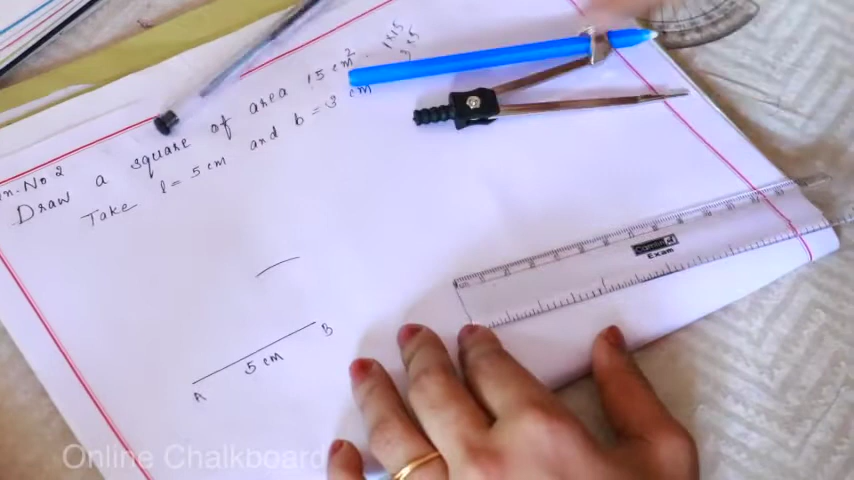 n. No 2
Draw a square of area 15 cm². 1×15
3×5
Take l = 5 cm and b = 3 cm
A
5 cm
B
Camlin
Exam
Online Chalkboard